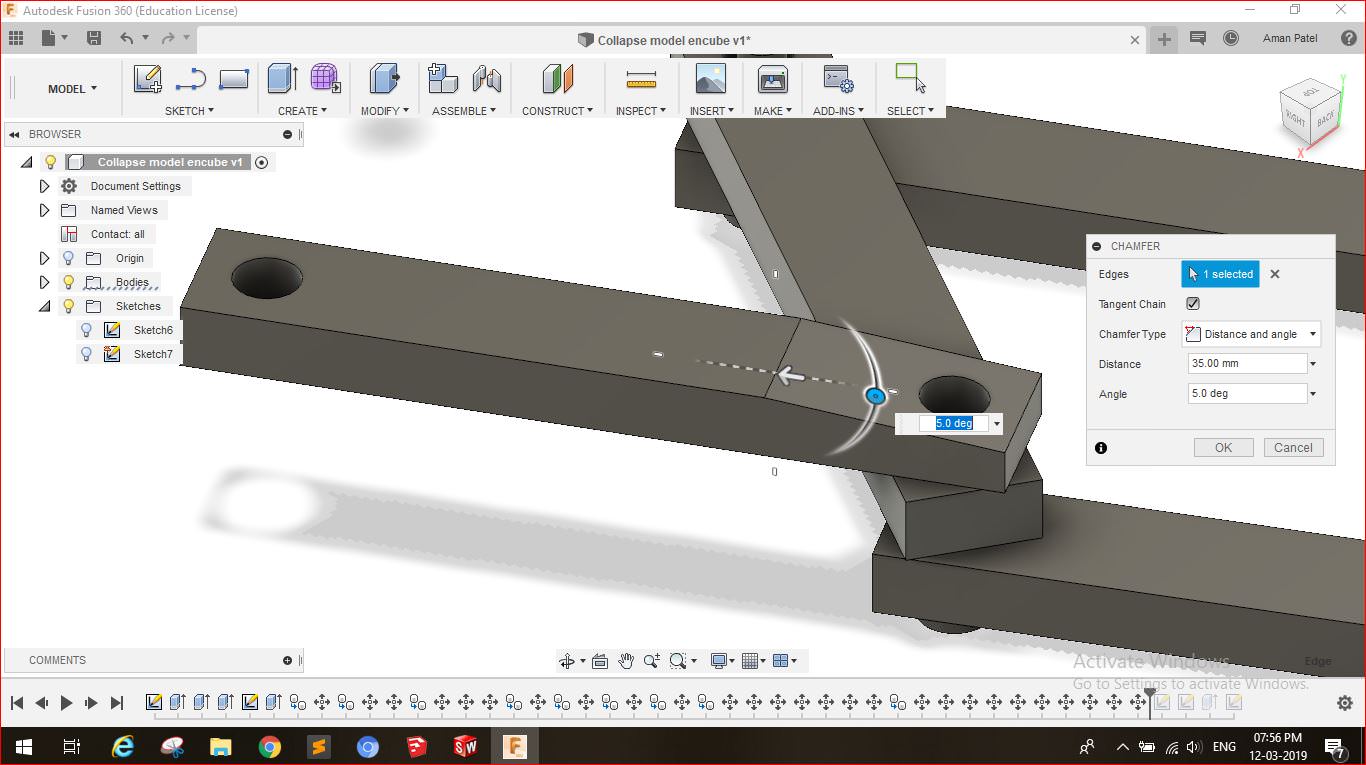 Autodesk Fusion 360 (Education License)
Collapse model encube v1*
Aman Patel
MODEL
SKETCH
CREATE
MODIFY
ASSEMBLE
CONSTRUCT
INSPECT
INSERT
MAKE
ADD-INS
SELECT
BROWSER
TOP
RIGHT
BACK
Y
X
Collapse model encube v1
Document Settings
Named Views
Contact: all
Origin
Bodies
Sketches
Sketch6
Sketch7
CHAMFER
Edges 1 selected
Tangent Chain
Chamfer Type Distance and angle
Distance 35.00 mm
Angle 5.0 deg
OK Cancel
5.0 deg
COMMENTS
Activate Windows
Go to Settings to activate Windows.
Edge
ENG
07:56 PM
12-03-2019
7